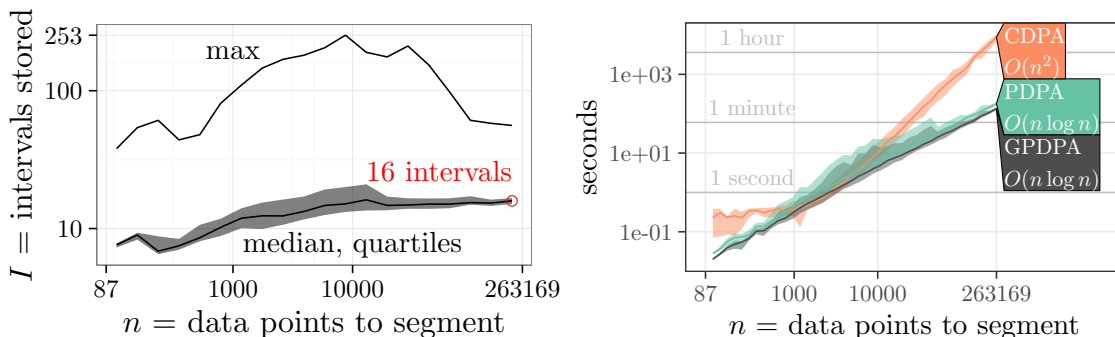 I = intervals stored
253
100
10
max
16 intervals
median, quartiles
87
1000
10000
263169
n = data points to segment
seconds
1e+03
1e+01
1e-01
1 hour
1 minute
1 second
CDPA
O(n²)
PDPA
O(n log n)
GPDPA
O(n log n)
87
1000
10000
263169
n = data points to segment